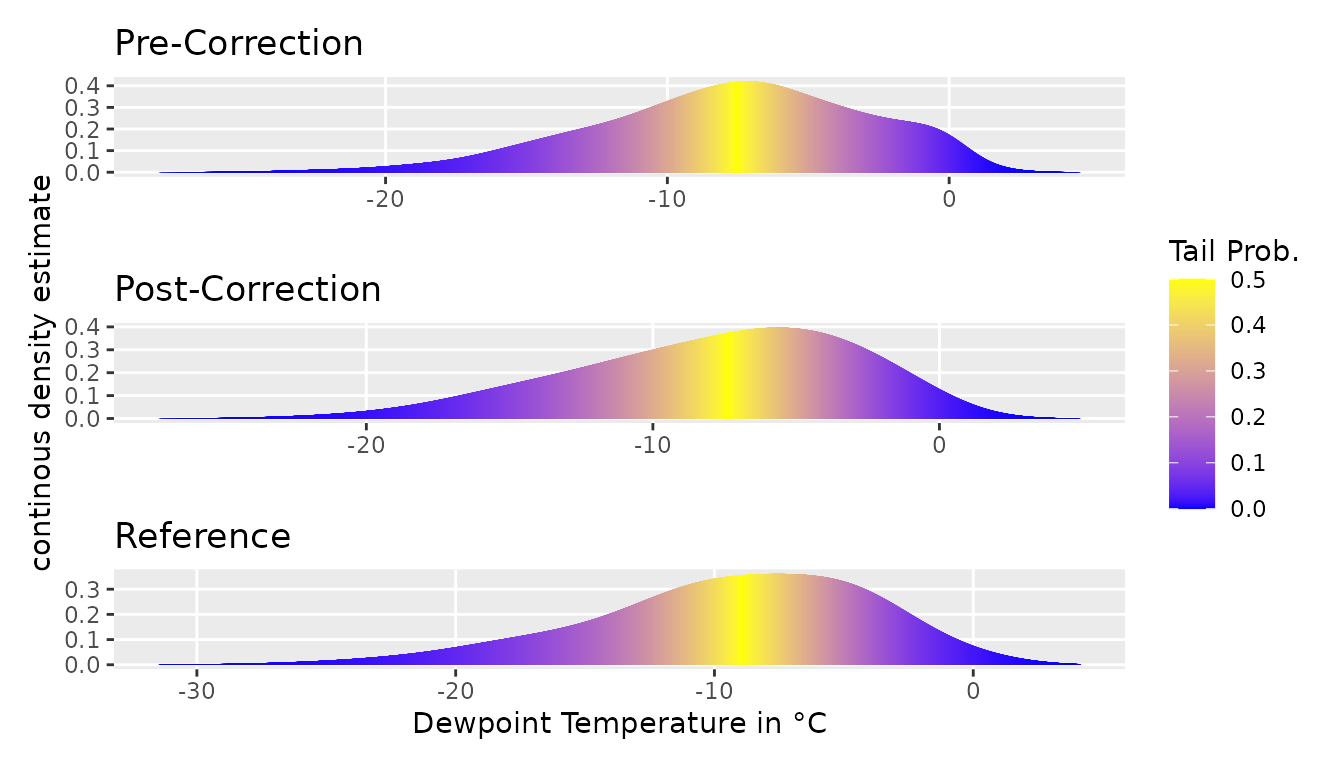 Pre-Correction
0.4
0.3
0.2
0.1
0.0
-20 -10 0
continous density estimate
Post-Correction
0.4
0.3
0.2
0.1
0.0
-20 -10 0
Reference
0.3
0.2
0.1
0.0
-30 -20 -10 0
Dewpoint Temperature in °C
Tail Prob.
0.5
0.4
0.3
0.2
0.1
0.0